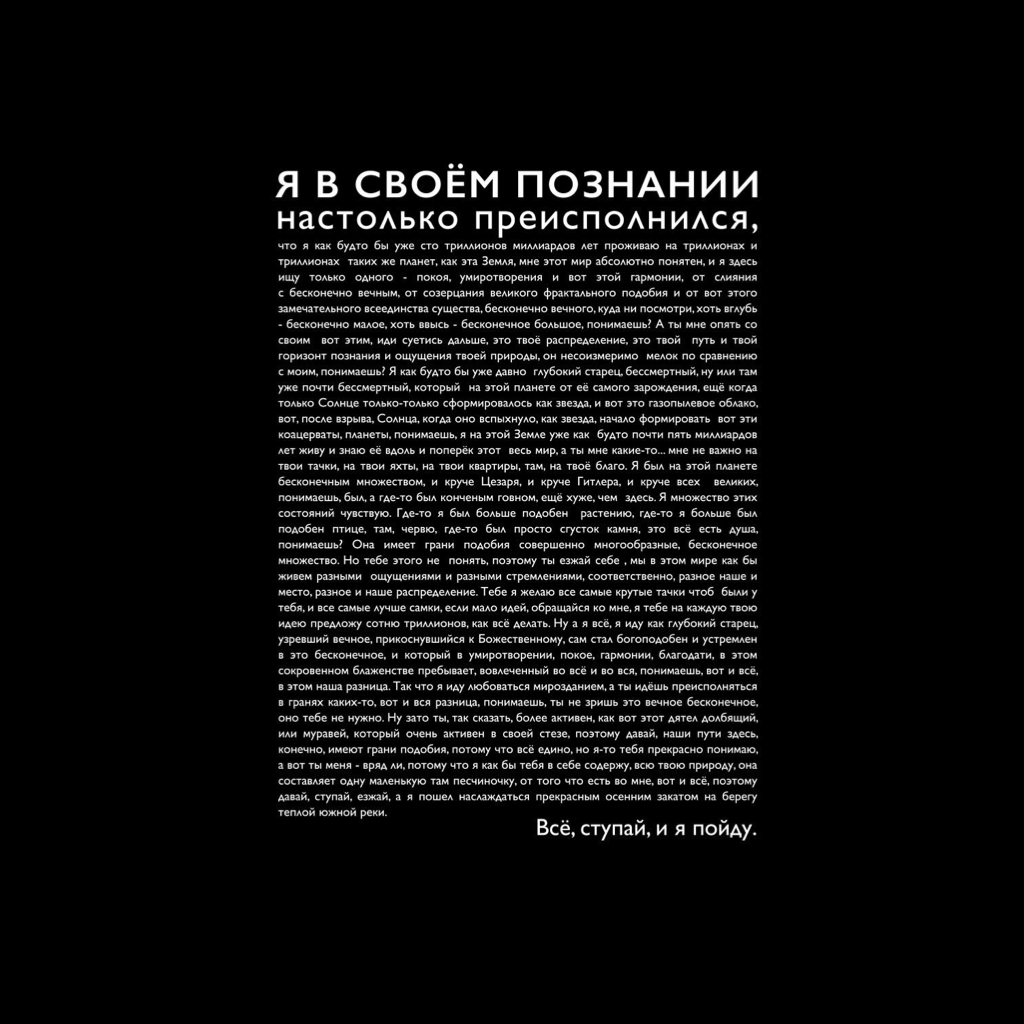 Я В СВОЁМ ПОЗНАНИИ
настолько преисполнился,
что я как будто бы уже сто триллионов миллиардов лет проживаю на триллионах и
триллионах таких же планет, как эта Земля, мне этот мир абсолютно понятен, и я здесь
ищу только одного - покоя, умиротворения и вот этой гармонии, от слияния
с бесконечно вечным, от созерцания великого фрактального подобия и от вот этого
замечательного всеединства существа, бесконечно вечного, куда ни посмотри, хоть вглубь
- бесконечно малое, хоть ввысь - бесконечное большое, понимаешь? А ты мне опять со
своим вот этим, иди суетись дальше, это твоё распределение, это твой путь и твой
горизонт познания и ощущения твоей природы, он несоизмеримо мелок по сравнению
с моим, понимаешь? Я как будто бы уже давно глубокий старец, бессмертный, ну или там
уже почти бессмертный, который на этой планете от её самого зарождения, ещё когда
только Солнце только-только сформировалось как звезда, и вот это газопылевое облако,
вот, после взрыва, Солнца, когда оно вспыхнуло, как звезда, начало формировать вот эти
коацерваты, планеты, понимаешь, я на этой Земле уже как будто почти пять миллиардов
лет живу и знаю её вдоль и поперёк этот весь мир, а ты мне какие-то... мне не важно на
твои тачки, на твои яхты, на твои квартиры, там, на твоё благо. Я был на этой планете
бесконечным множеством, и круче Цезаря, и круче Гитлера, и круче всех великих,
понимаешь, был, а где-то был конченым говном, ещё хуже, чем здесь. Я множество этих
состояний чувствую. Где-то я был больше подобен растению, где-то я больше был
подобен птице, там, червю, где-то был просто сгусток камня, это всё есть душа,
понимаешь? Она имеет грани подобия совершенно многообразные, бесконечное
множество. Но тебе этого не понять, поэтому ты езжай себе , мы в этом мире как бы
живем разными ощущениями и разными стремлениями, соответственно, разное наше и
место, разное и наше распределение. Тебе я желаю все самые крутые тачки чтоб были у
тебя, и все самые лучше самки, если мало идей, обращайся ко мне, я тебе на каждую твою
идею предложу сотню триллионов, как всё делать. Ну а я всё, я иду как глубокий старец,
узревший вечное, прикоснувшийся к Божественному, сам стал богоподобен и устремлен
в это бесконечное, и который в умиротворении, покое, гармонии, благодати, в этом
сокровенном блаженстве пребывает, вовлеченный во всё и во вся, понимаешь, вот и всё,
в этом наша разница. Так что я иду любоваться мирозданием, а ты идёшь преисполняться
в гранях каких-то, вот и вся разница, понимаешь, ты не зришь это вечное бесконечное,
оно тебе не нужно. Ну зато ты, так сказать, более активен, как вот этот дятел долбящий,
или муравей, который очень активен в своей стезе, поэтому давай, наши пути здесь,
конечно, имеют грани подобия, потому что всё едино, но я-то тебя прекрасно понимаю,
а вот ты меня - вряд ли, потому что я как бы тебя в себе содержу, всю твою природу, она
составляет одну маленькую там песчиночку, от того что есть во мне, вот и всё, поэтому
давай, ступай, езжай, а я пошел наслаждаться прекрасным осенним закатом на берегу
теплой южной реки.
Всё, ступай, и я пойду.